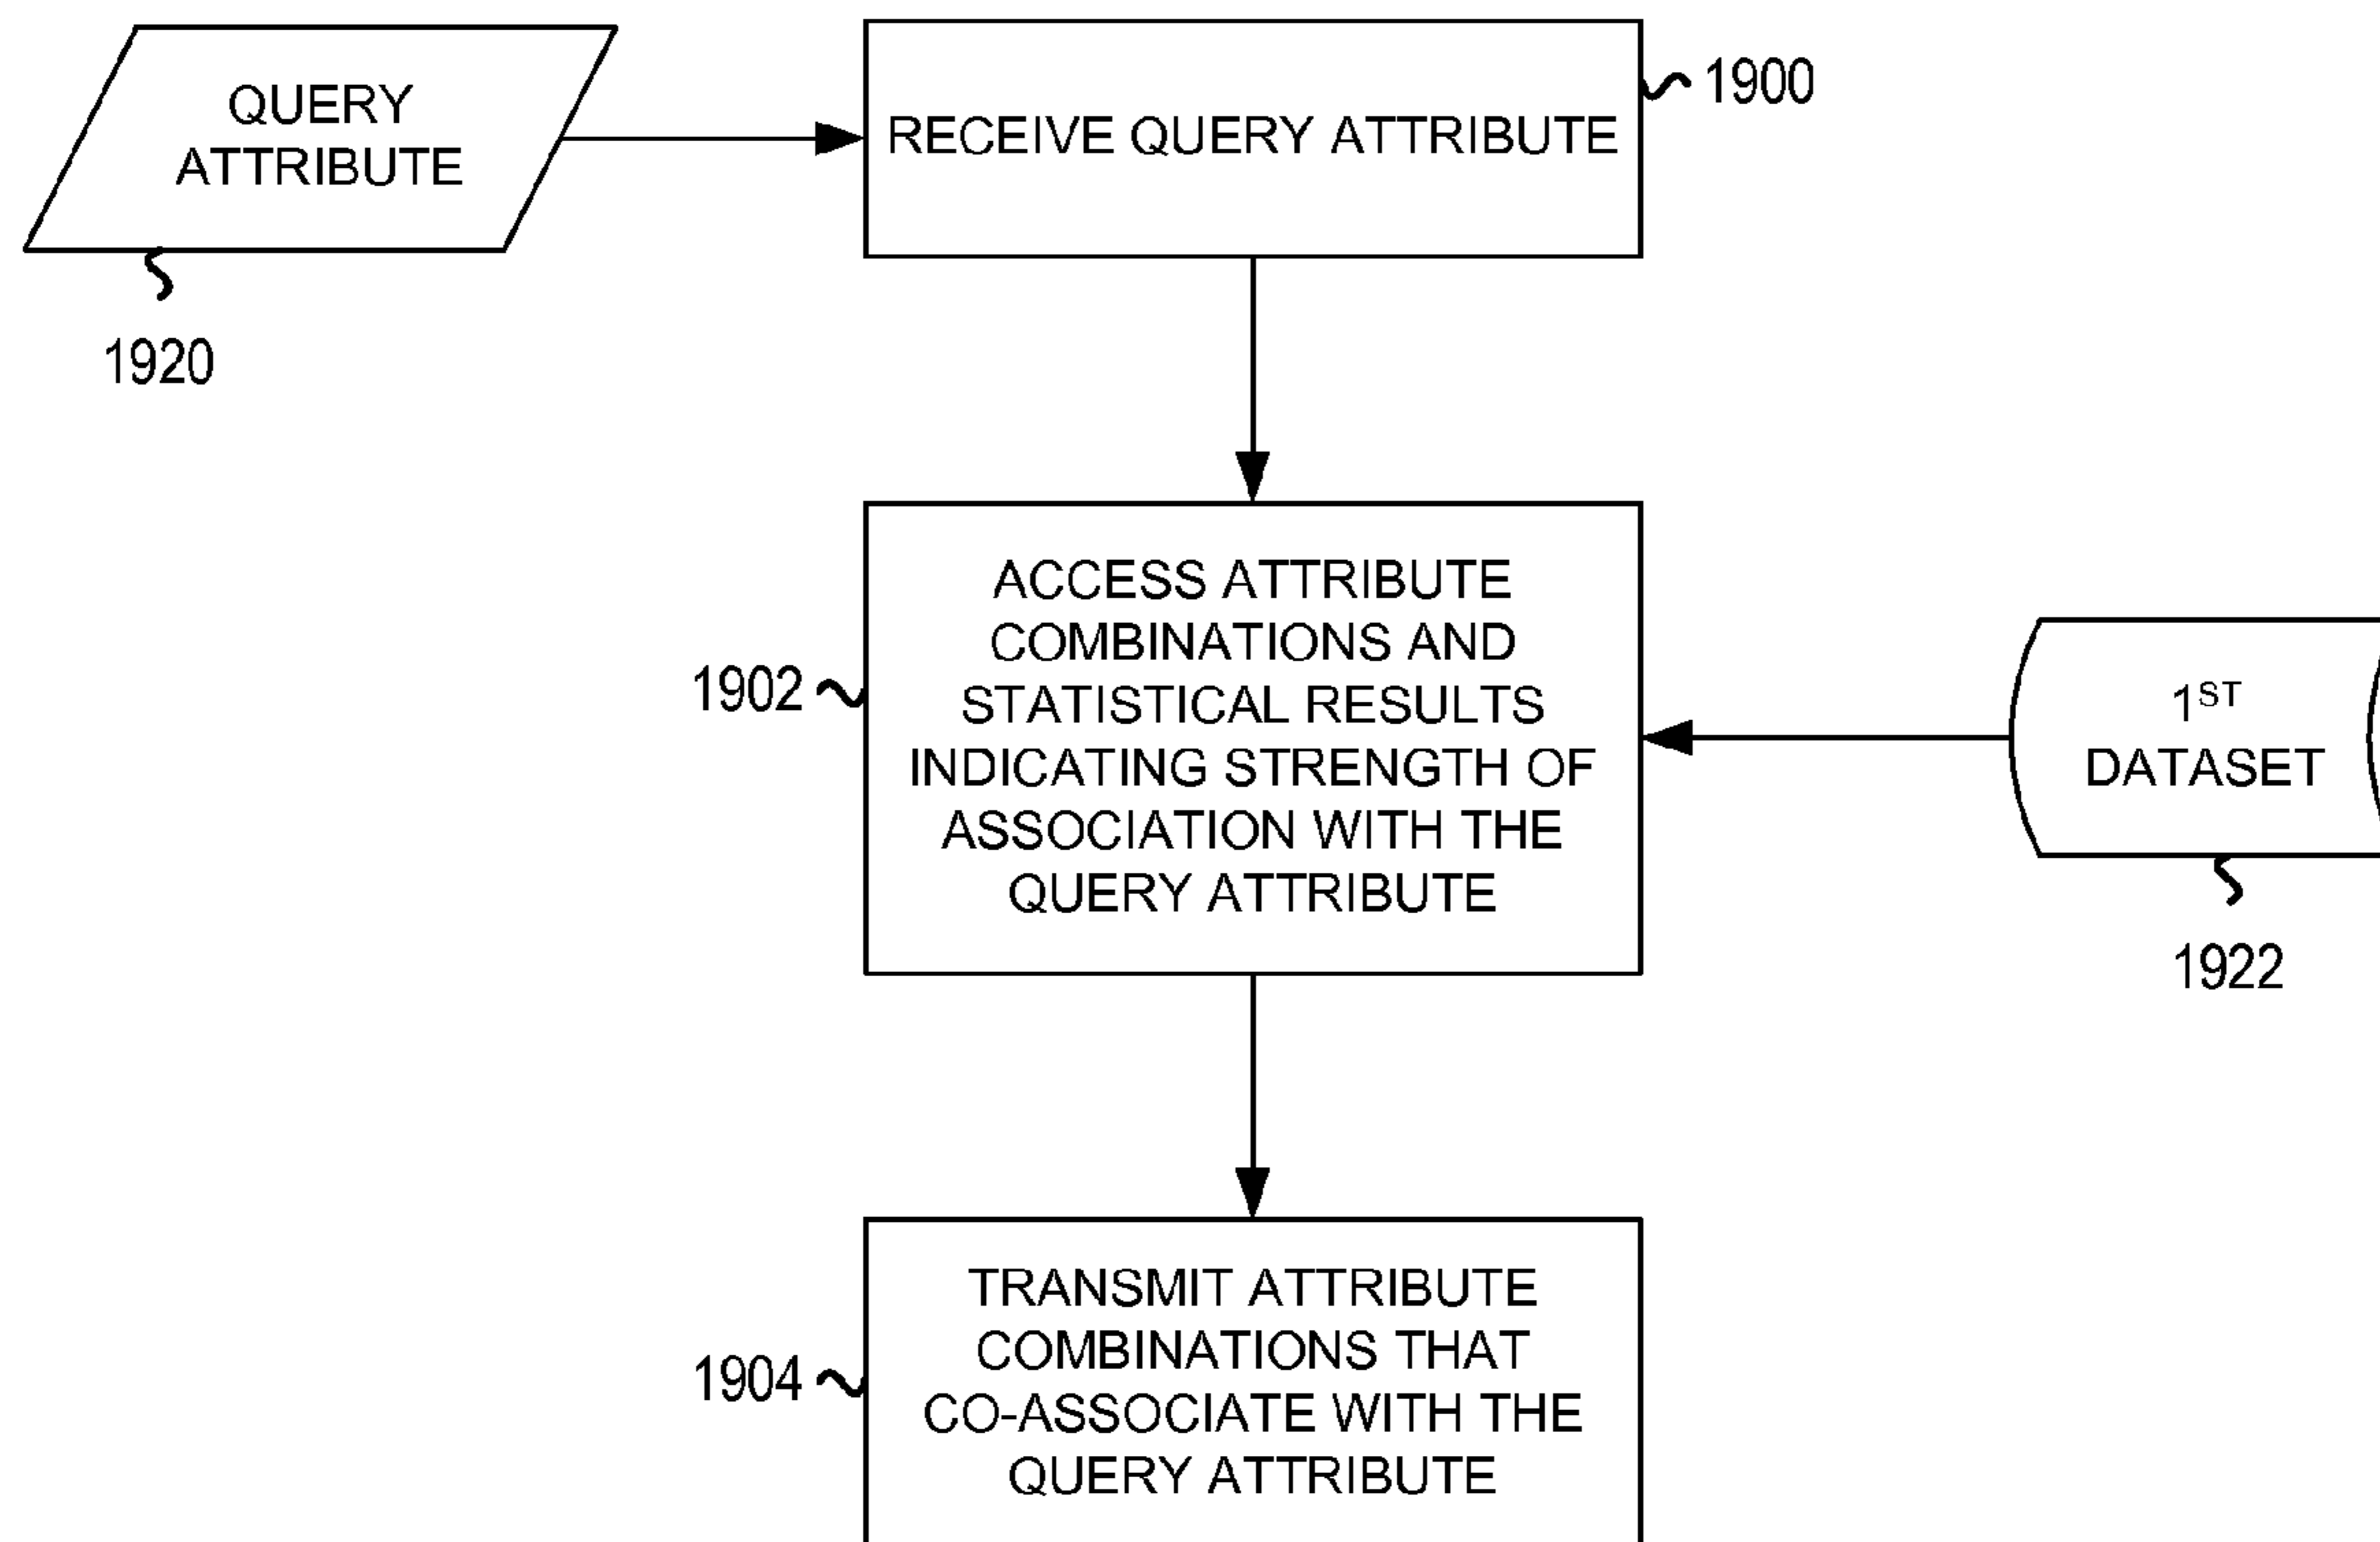 QUERY
ATTRIBUTE
1920
RECEIVE QUERY ATTRIBUTE
1900
ACCESS ATTRIBUTE
COMBINATIONS AND
STATISTICAL RESULTS
INDICATING STRENGTH OF
ASSOCIATION WITH THE
QUERY ATTRIBUTE
1902
1ST
DATASET
1922
TRANSMIT ATTRIBUTE
COMBINATIONS THAT
CO-ASSOCIATE WITH THE
QUERY ATTRIBUTE
1904